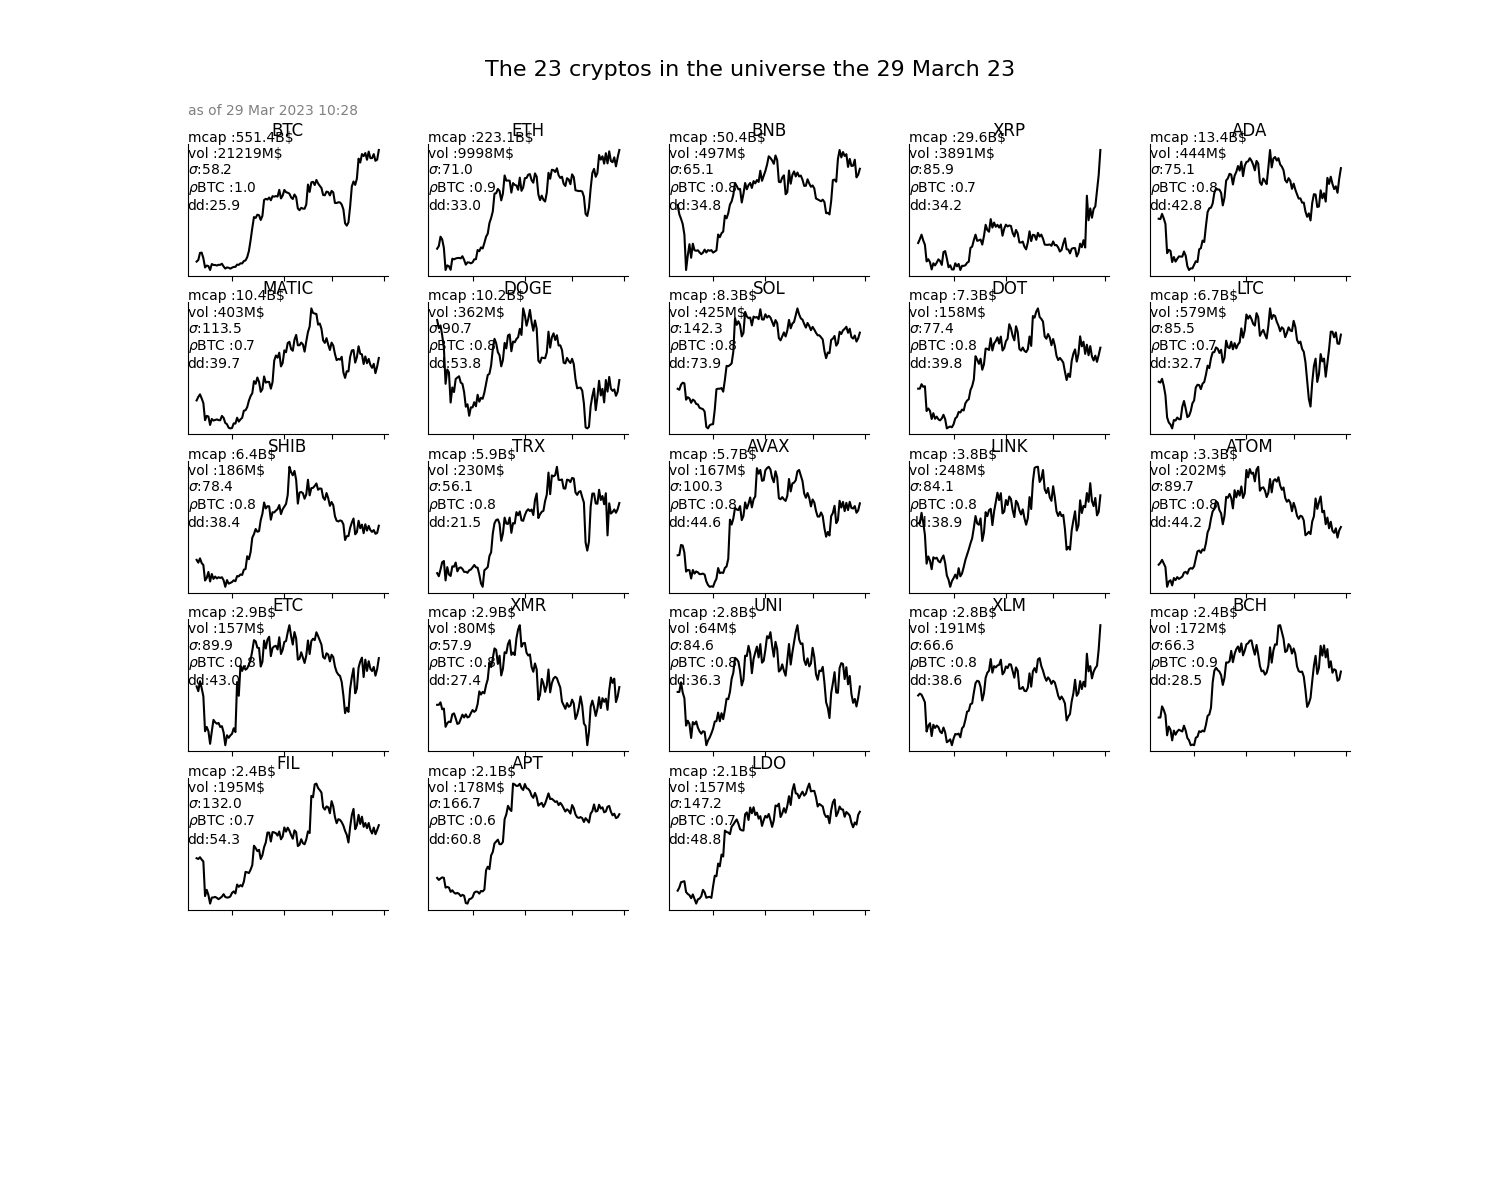 The 23 cryptos in the universe the 29 March 23
as of 29 Mar 2023 10:28
BTC
mcap :551.4B$
vol :21219M$
σ:58.2
ρBTC :1.0
dd:25.9
ETH
mcap :223.1B$
vol :9998M$
σ:71.0
ρBTC :0.9
dd:33.0
BNB
mcap :50.4B$
vol :497M$
σ:65.1
ρBTC :0.8
dd:34.8
XRP
mcap :29.6B$
vol :3891M$
σ:85.9
ρBTC :0.7
dd:34.2
ADA
mcap :13.4B$
vol :444M$
σ:75.1
ρBTC :0.8
dd:42.8
MATIC
mcap :10.4B$
vol :403M$
σ:113.5
ρBTC :0.7
dd:39.7
DOGE
mcap :10.2B$
vol :362M$
σ:90.7
ρBTC :0.8
dd:53.8
SOL
mcap :8.3B$
vol :425M$
σ:142.3
ρBTC :0.8
dd:73.9
DOT
mcap :7.3B$
vol :158M$
σ:77.4
ρBTC :0.8
dd:39.8
LTC
mcap :6.7B$
vol :579M$
σ:85.5
ρBTC :0.7
dd:32.7
SHIB
mcap :6.4B$
vol :186M$
σ:78.4
ρBTC :0.8
dd:38.4
TRX
mcap :5.9B$
vol :230M$
σ:56.1
ρBTC :0.8
dd:21.5
AVAX
mcap :5.7B$
vol :167M$
σ:100.3
ρBTC :0.8
dd:44.6
LINK
mcap :3.8B$
vol :248M$
σ:84.1
ρBTC :0.8
dd:38.9
ATOM
mcap :3.3B$
vol :202M$
σ:89.7
ρBTC :0.8
dd:44.2
ETC
mcap :2.9B$
vol :157M$
σ:89.9
ρBTC :0.8
dd:43.0
XMR
mcap :2.9B$
vol :80M$
σ:57.9
ρBTC :0.8
dd:27.4
UNI
mcap :2.8B$
vol :64M$
σ:84.6
ρBTC :0.8
dd:36.3
XLM
mcap :2.8B$
vol :191M$
σ:66.6
ρBTC :0.8
dd:38.6
BCH
mcap :2.4B$
vol :172M$
σ:66.3
ρBTC :0.9
dd:28.5
FIL
mcap :2.4B$
vol :195M$
σ:132.0
ρBTC :0.7
dd:54.3
APT
mcap :2.1B$
vol :178M$
σ:166.7
ρBTC :0.6
dd:60.8
LDO
mcap :2.1B$
vol :157M$
σ:147.2
ρBTC :0.7
dd:48.8